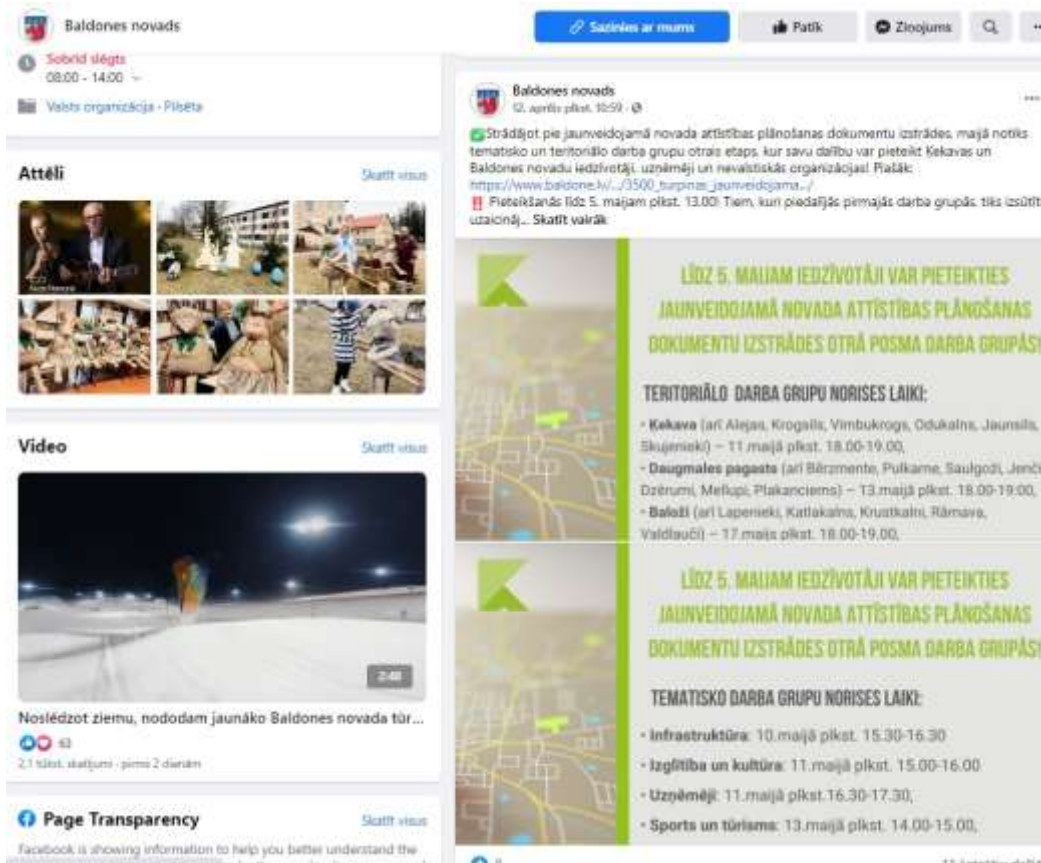 Baldones novads
Sazinies ar mums
Patīk
Ziņojums
Šobrīd slēgts
08:00 - 14:00
Valsts organizācija · Pilsēta
Attēli
Skatīt visus
Video
Skatīt visus
2:48
Noslēdzot ziemu, nododam jaunāko Baldones novada tūr...
63
2,1 tūkst. skatījumi · pirms 2 dienām
Page Transparency
Skatīt visus
Facebook is showing information to help you better understand the
Baldones novads
12. aprīlis plkst. 10:59
Strādājot pie jaunveidojamā novada attīstības plānošanas dokumentu izstrādes, maijā notiks
tematisko un teritoriālo darba grupu otrais etaps, kur savu dalību var pieteikt Ķekavas un
Baldones novadu iedzīvotāji, uzņēmēji un nevalstiskās organizācijas! Plašāk:
https://www.baldone.lv/.../3500_turpinas_jaunveidojama.../
‼ Pieteikšanās līdz 5. maijam plkst. 13.00! Tiem, kuri piedalījās pirmajās darba grupās, tiks izsūtīt
uzaicināj... Skatīt vairāk
LĪDZ 5. MAIJAM IEDZĪVOTĀJI VAR PIETEIKTIES
JAUNVEIDOJAMĀ NOVADA ATTĪSTĪBAS PLĀNOŠANAS
DOKUMENTU IZSTRĀDES OTRĀ POSMA DARBA GRUPĀS!
TERITORIĀLO DARBA GRUPU NORISES LAIKI:
• Ķekava (arī Alejas, Krogsils, Vimbukrogs, Odukalns, Jaunsils,
Skujenieki) – 11.maijā plkst. 18.00-19.00,
• Daugmales pagasts (arī Bērzmente, Pulkarne, Saulgoži, Jenči
Dzērumi, Mellupi, Plakanciems) – 13.maijā plkst. 18.00-19.00,
• Baloži (arī Lapenieki, Katlakalns, Krustkalni, Rāmava,
Valdlauči) – 17.maijs plkst. 18.00-19.00,
LĪDZ 5. MAIJAM IEDZĪVOTĀJI VAR PIETEIKTIES
JAUNVEIDOJAMĀ NOVADA ATTĪSTĪBAS PLĀNOŠANAS
DOKUMENTU IZSTRĀDES OTRĀ POSMA DARBA GRUPĀS!
TEMATISKO DARBA GRUPU NORISES LAIKI:
• Infrastruktūra: 10.maijā plkst. 15.30-16.30
• Izglītība un kultūra: 11.maijā plkst. 15.00-16.00
• Uzņēmēji: 11.maijā plkst.16.30-17.30,
• Sports un tūrisms: 13.maijā plkst. 14.00-15.00,